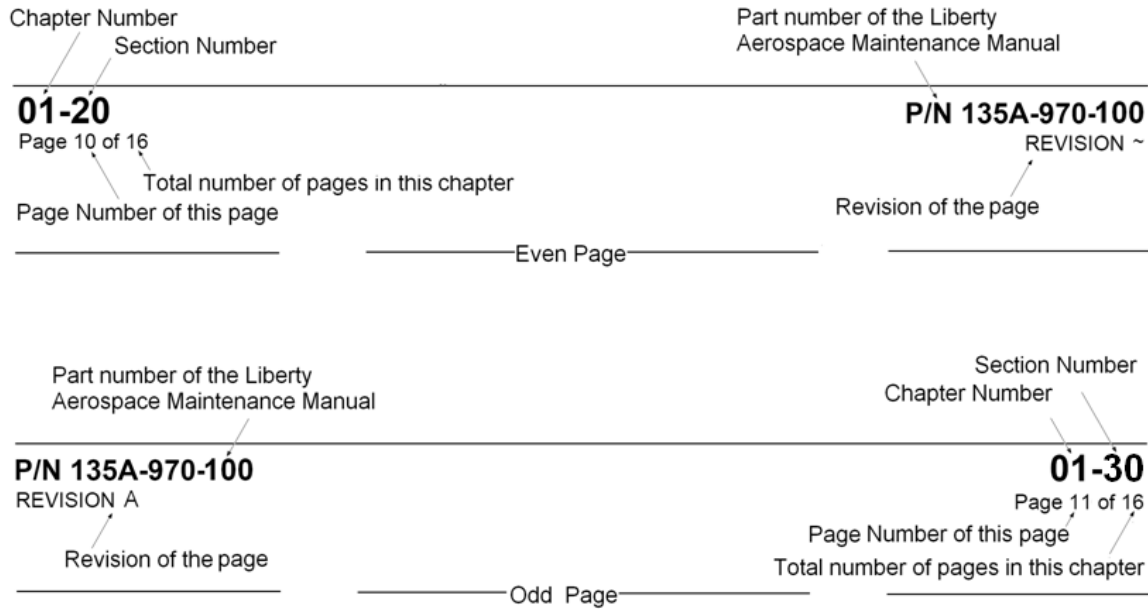 Chapter Number
Section Number
Part number of the Liberty
Aerospace Maintenance Manual
01-20
P/N 135A-970-100
Page 10 of 16
REVISION ~
Total number of pages in this chapter
Page Number of this page
Revision of the page
Even Page
Part number of the Liberty
Aerospace Maintenance Manual
Section Number
Chapter Number
P/N 135A-970-100
01-30
REVISION A
Page 11 of 16
Page Number of this page
Revision of the page
Total number of pages in this chapter
Odd Page